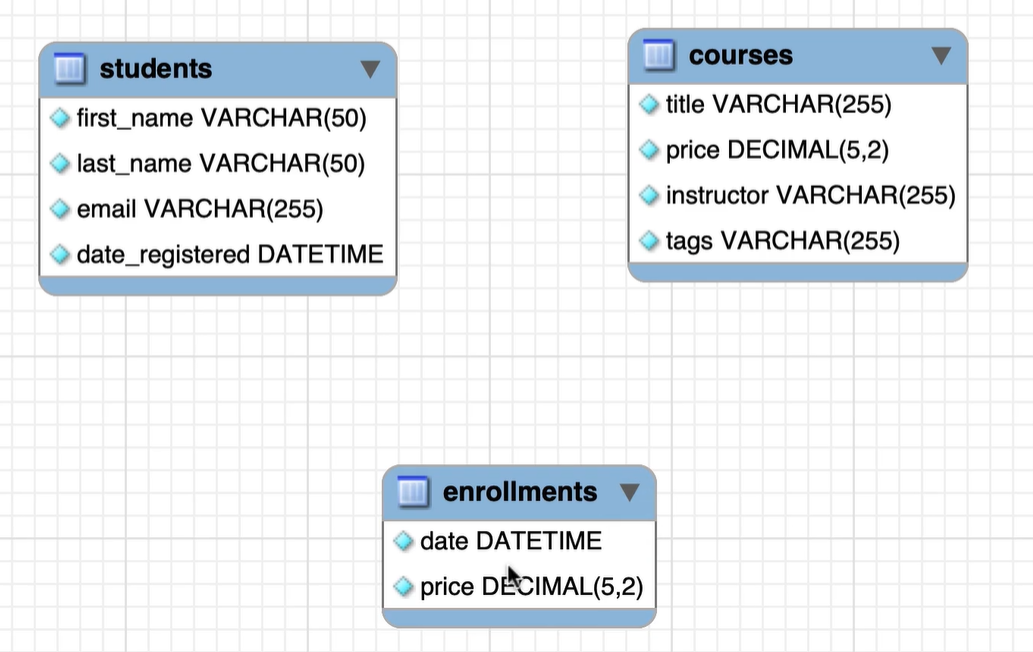 students
first_name VARCHAR(50)
last_name VARCHAR(50)
email VARCHAR(255)
date_registered DATETIME
courses
title VARCHAR(255)
price DECIMAL(5,2)
instructor VARCHAR(255)
tags VARCHAR(255)
enrollments
date DATETIME
price DECIMAL(5,2)